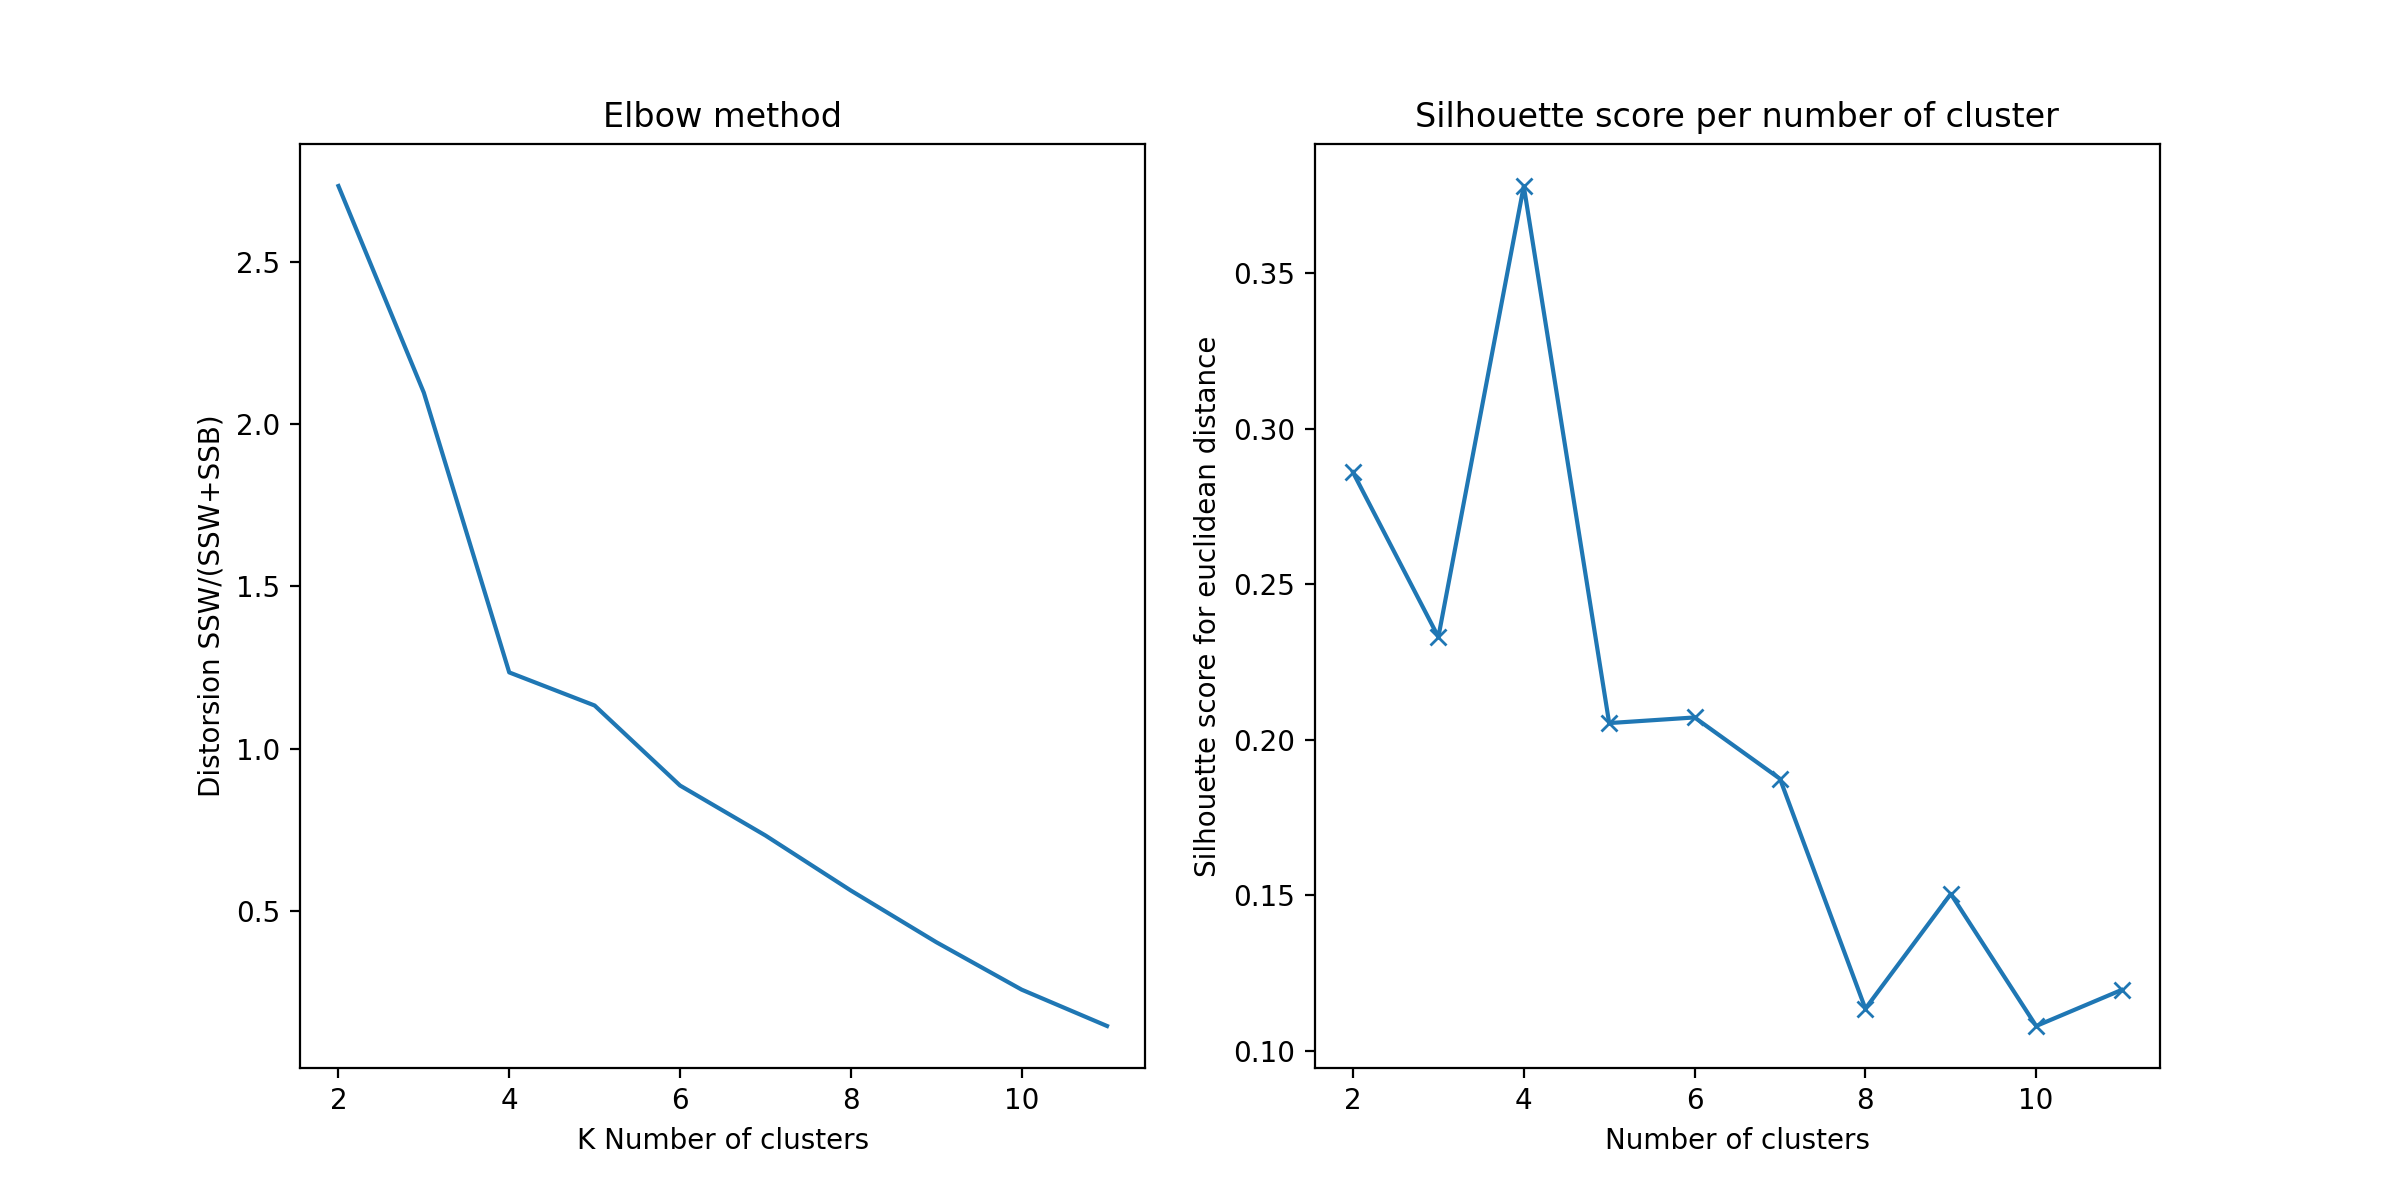 Elbow method
Distorsion SSW/(SSW+SSB)
2.5
2.0
1.5
1.0
0.5
2 4 6 8 10
K Number of clusters
Silhouette score per number of cluster
Silhouette score for euclidean distance
0.35
0.30
0.25
0.20
0.15
0.10
2 4 6 8 10
Number of clusters